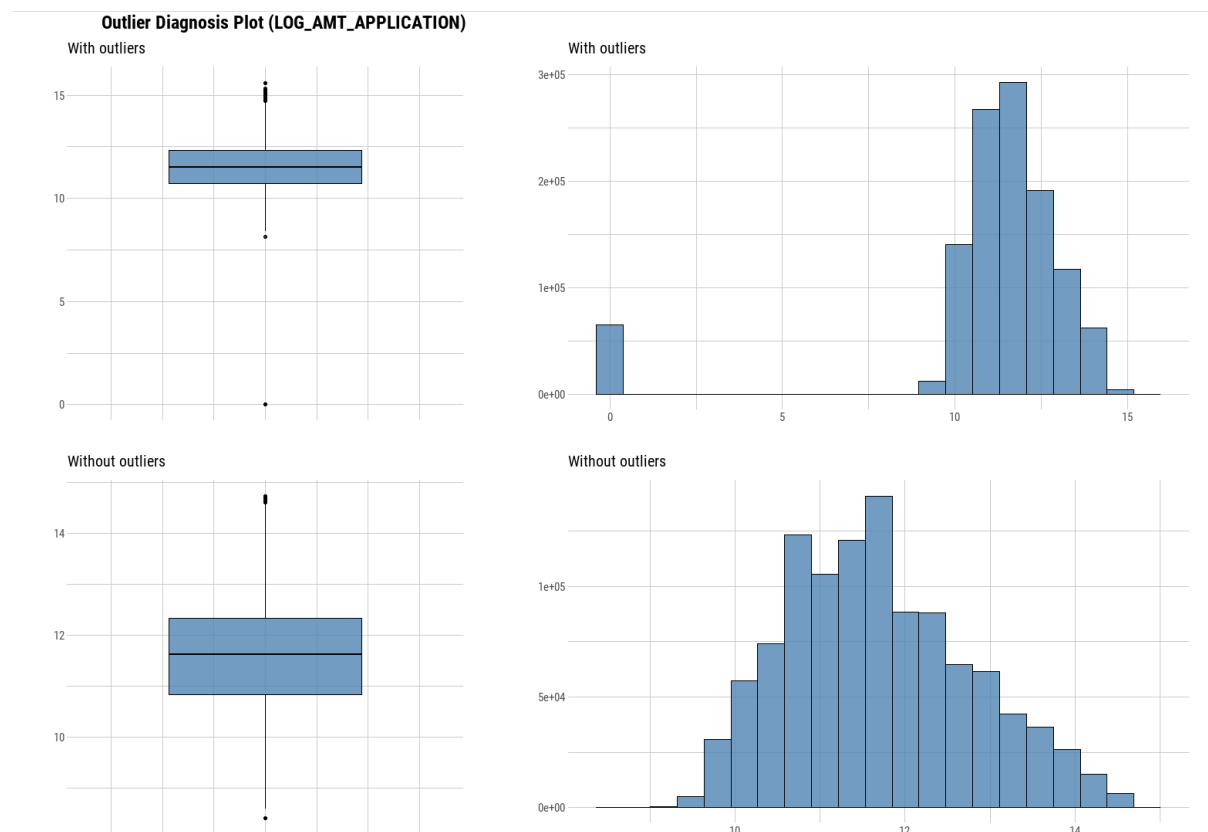 Outlier Diagnosis Plot (LOG_AMT_APPLICATION)
With outliers
15
10
5
0
With outliers
3e+05
2e+05
1e+05
0e+00
0 5 10 15
Without outliers
14
12
10
Without outliers
1e+05
5e+04
0e+00
10 12 14